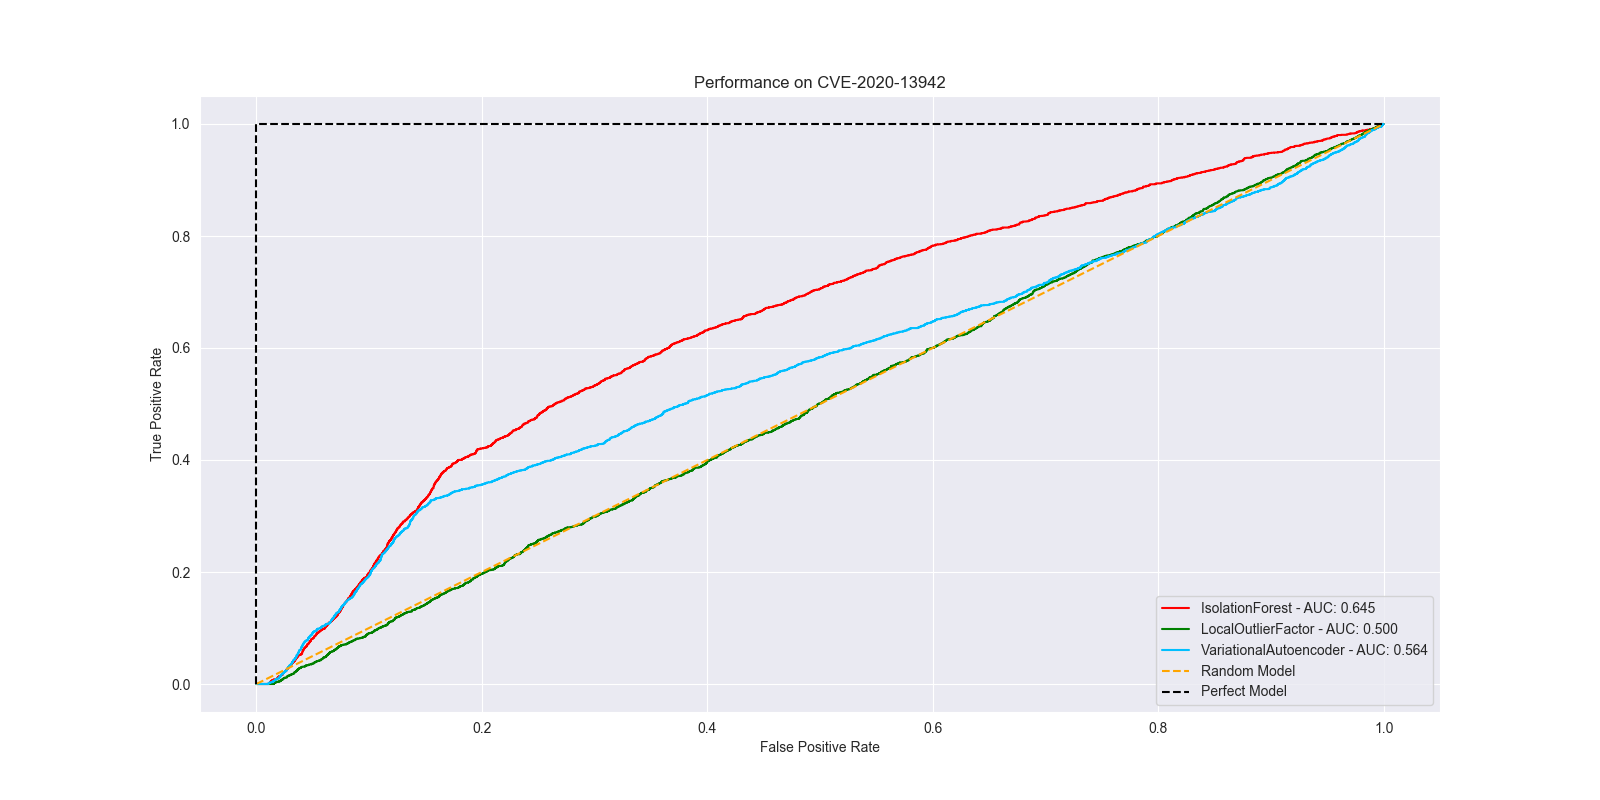 Performance on CVE-2020-13942
True Positive Rate
1.0
0.8
0.6
0.4
0.2
0.0
0.0 0.2 0.4 0.6 0.8 1.0
False Positive Rate
IsolationForest - AUC: 0.645
LocalOutlierFactor - AUC: 0.500
VariationalAutoencoder - AUC: 0.564
Random Model
Perfect Model